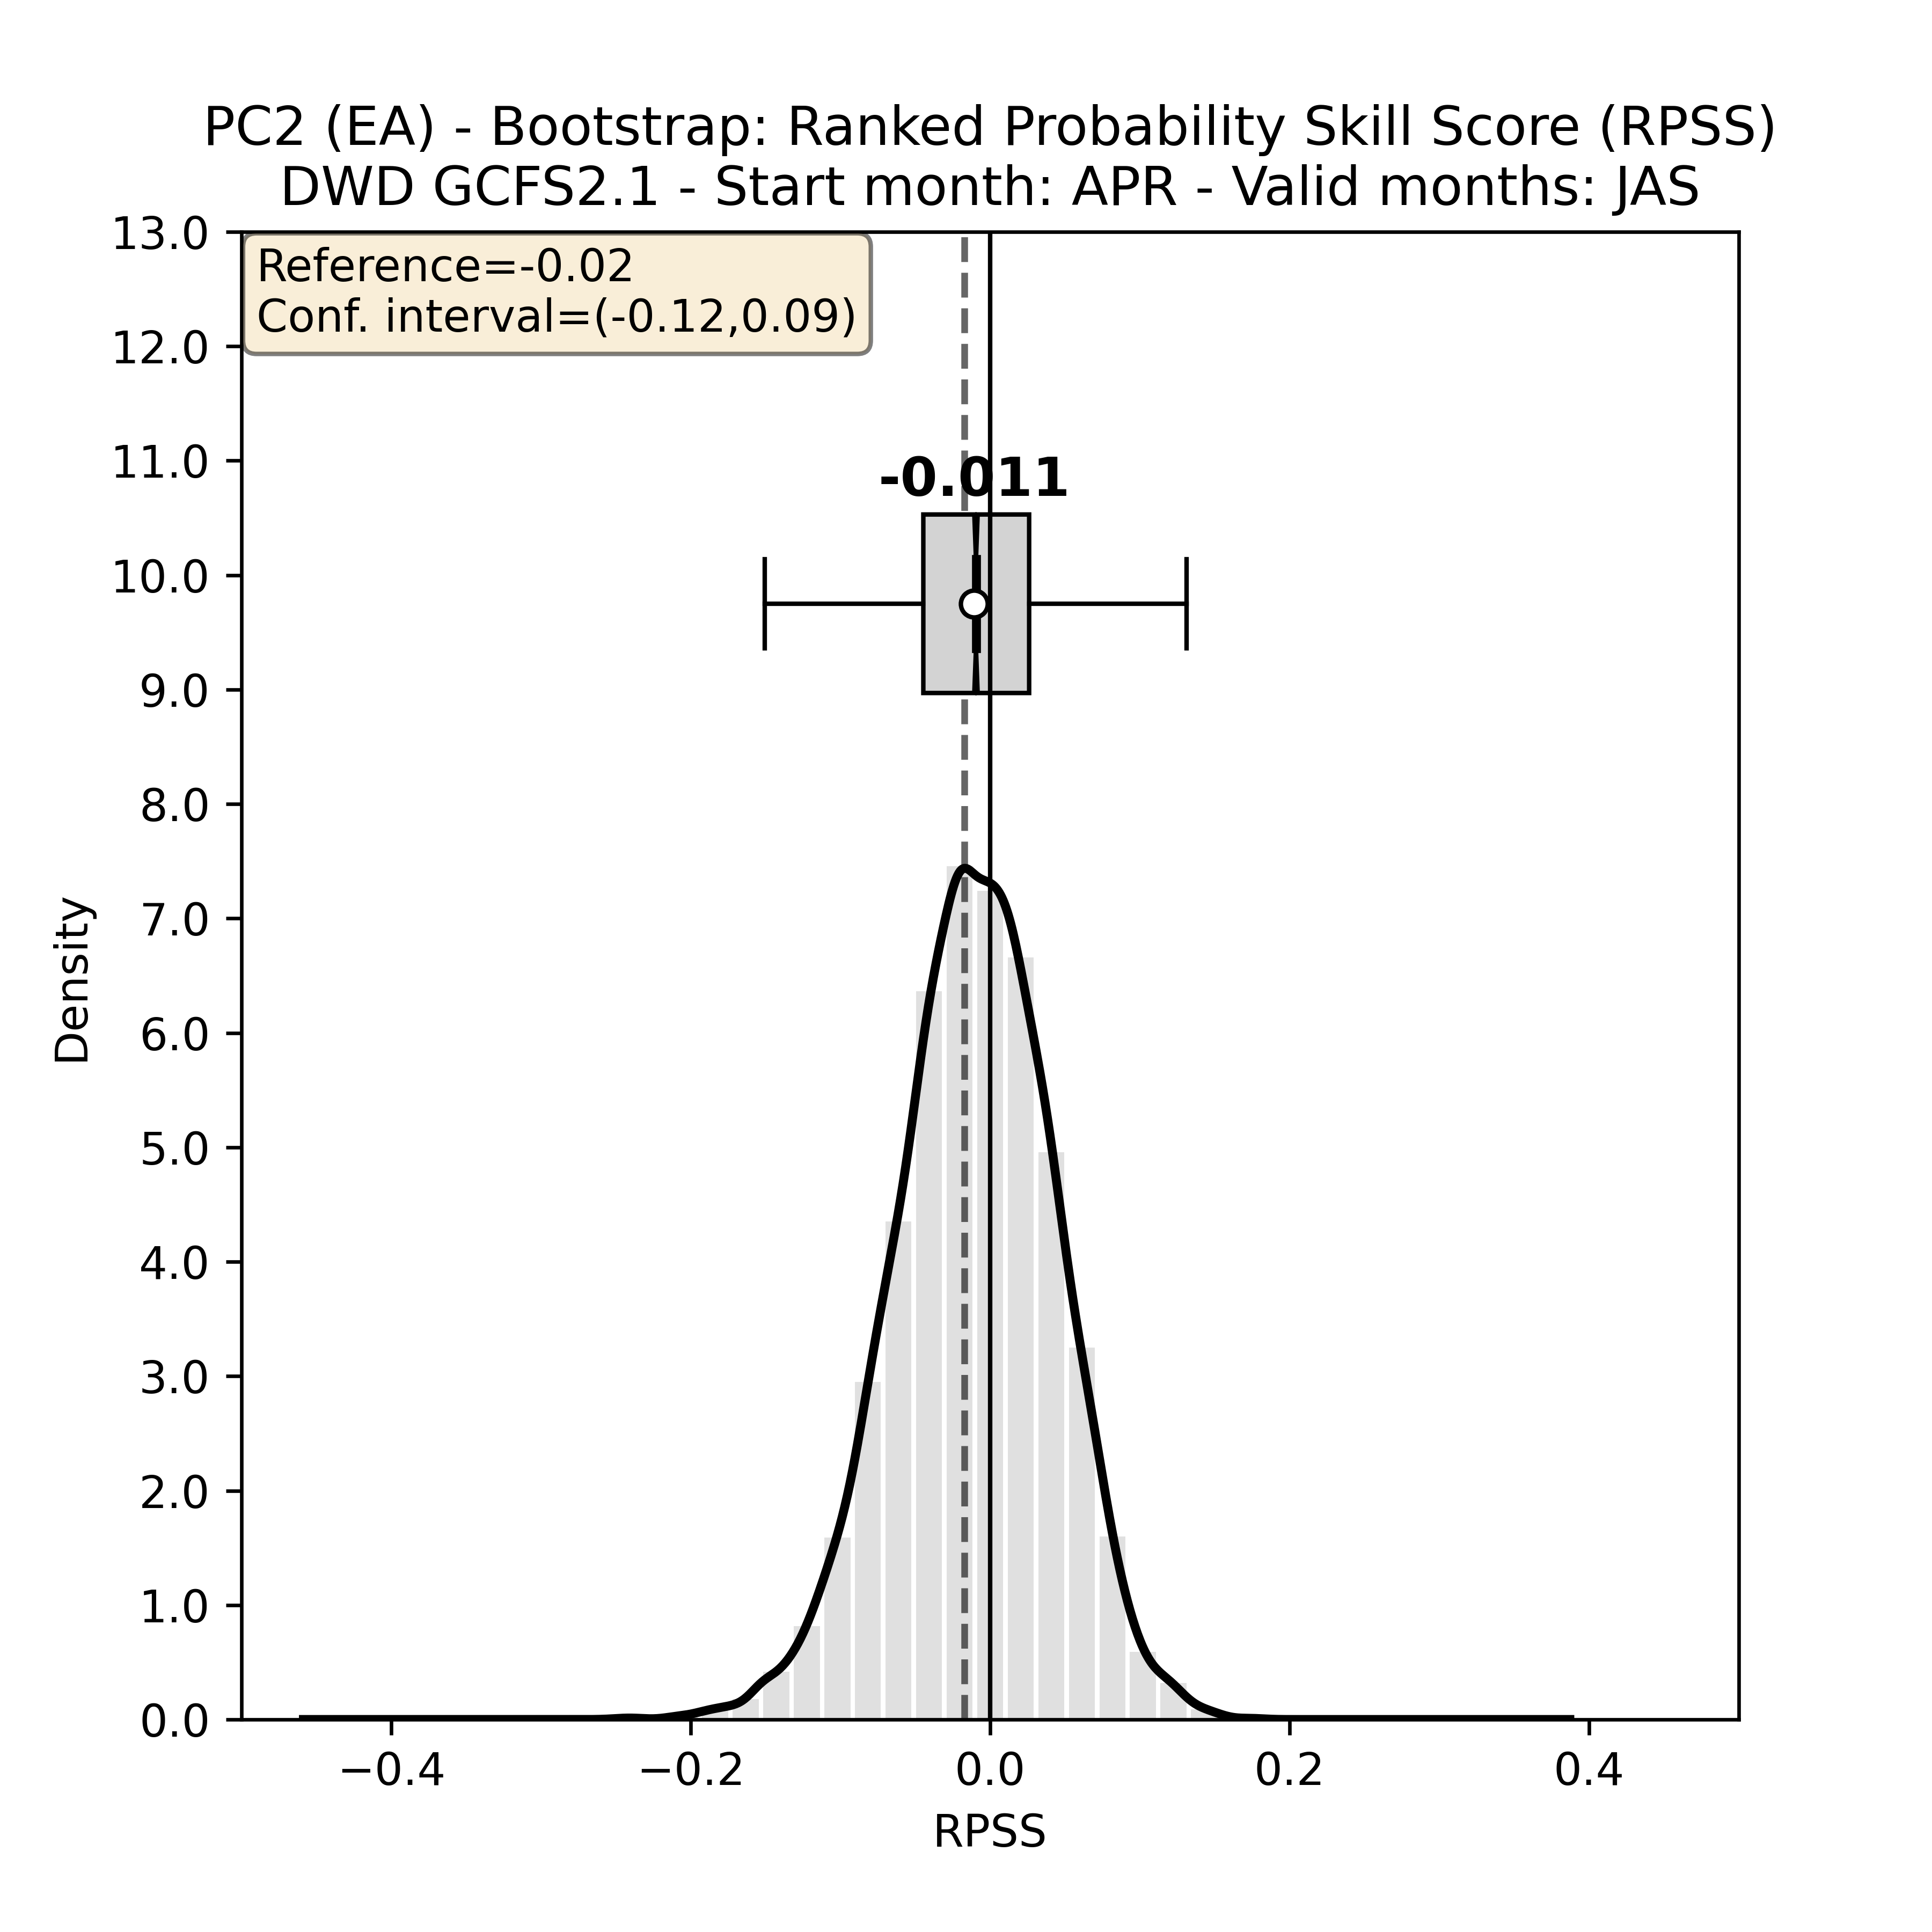 PC2 (EA) - Bootstrap: Ranked Probability Skill Score (RPSS)
DWD GCFS2.1 - Start month: APR - Valid months: JAS
Reference=-0.02
Conf. interval=(-0.12,0.09)
-0.011
13.0
12.0
11.0
10.0
9.0
8.0
7.0
6.0
5.0
4.0
3.0
2.0
1.0
0.0
Density
−0.4 −0.2 0.0 0.2 0.4
RPSS